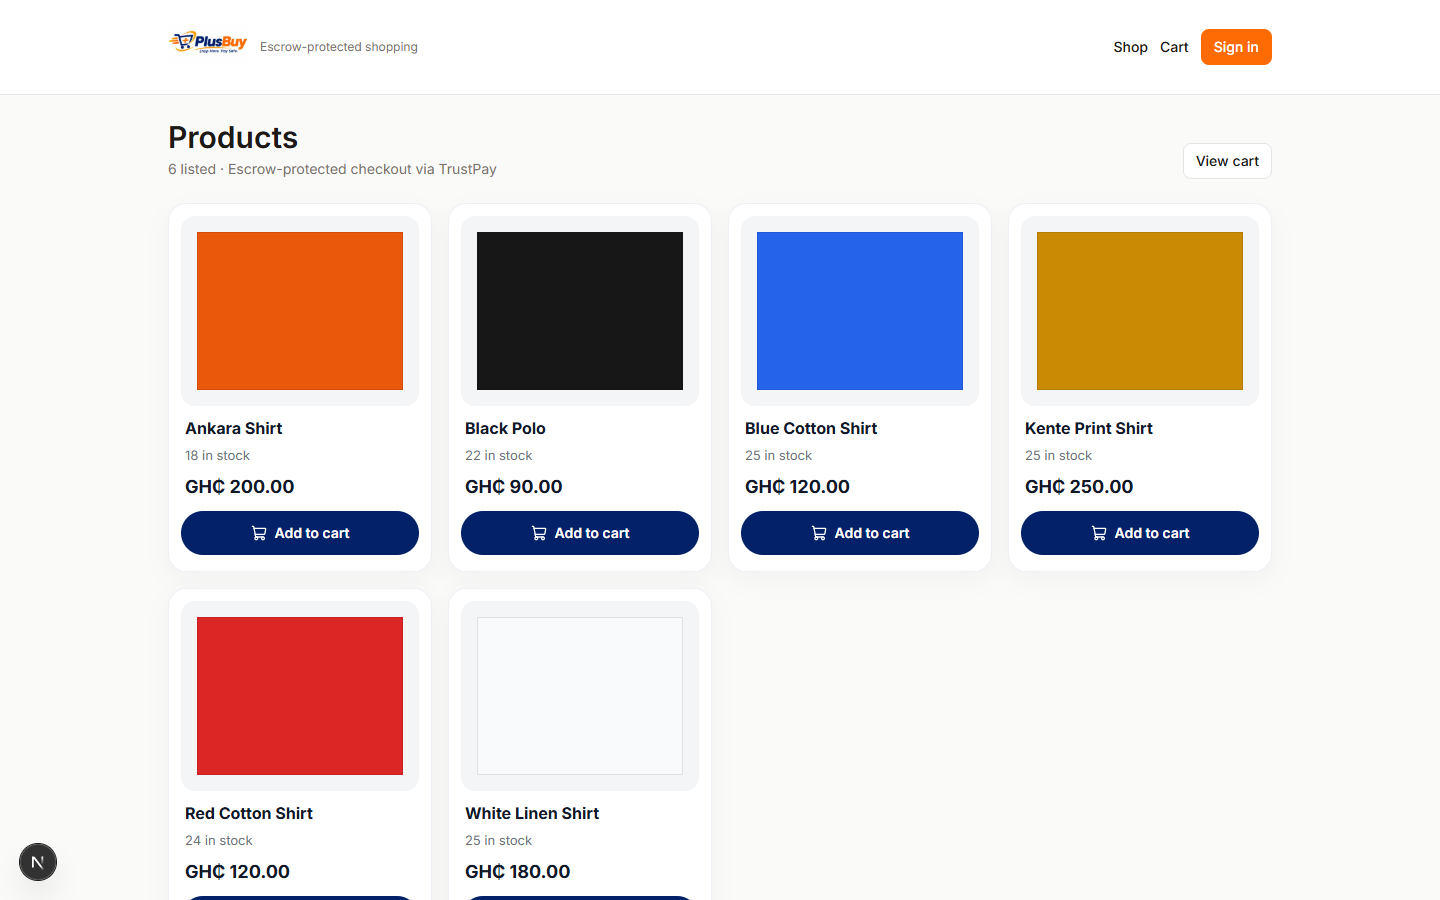 PlusBuy
Shop More. Pay Safe.
Escrow-protected shopping
Shop
Cart
Sign in
Products
6 listed · Escrow-protected checkout via TrustPay
View cart
Ankara Shirt
18 in stock
GH₵ 200.00
Add to cart
Black Polo
22 in stock
GH₵ 90.00
Add to cart
Blue Cotton Shirt
25 in stock
GH₵ 120.00
Add to cart
Kente Print Shirt
25 in stock
GH₵ 250.00
Add to cart
Red Cotton Shirt
24 in stock
GH₵ 120.00
White Linen Shirt
25 in stock
GH₵ 180.00
N